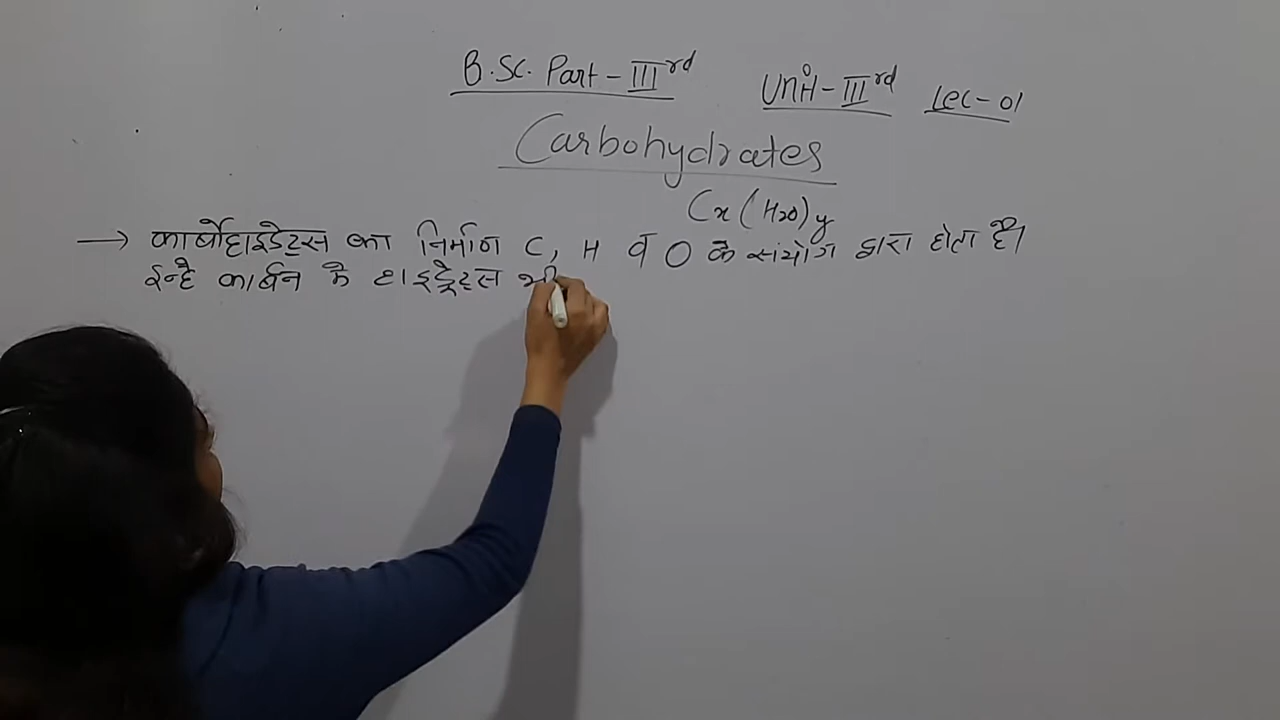 B.Sc. Part-III rd Unit-III rd Lec-01
Carbohydrates
Cx(H2O)y
→ कार्बोहाइड्रेट्स का निर्माण C, H व O के संयोग द्वारा होता है।
इन्हे कार्बन के हाइड्रेट्स भी